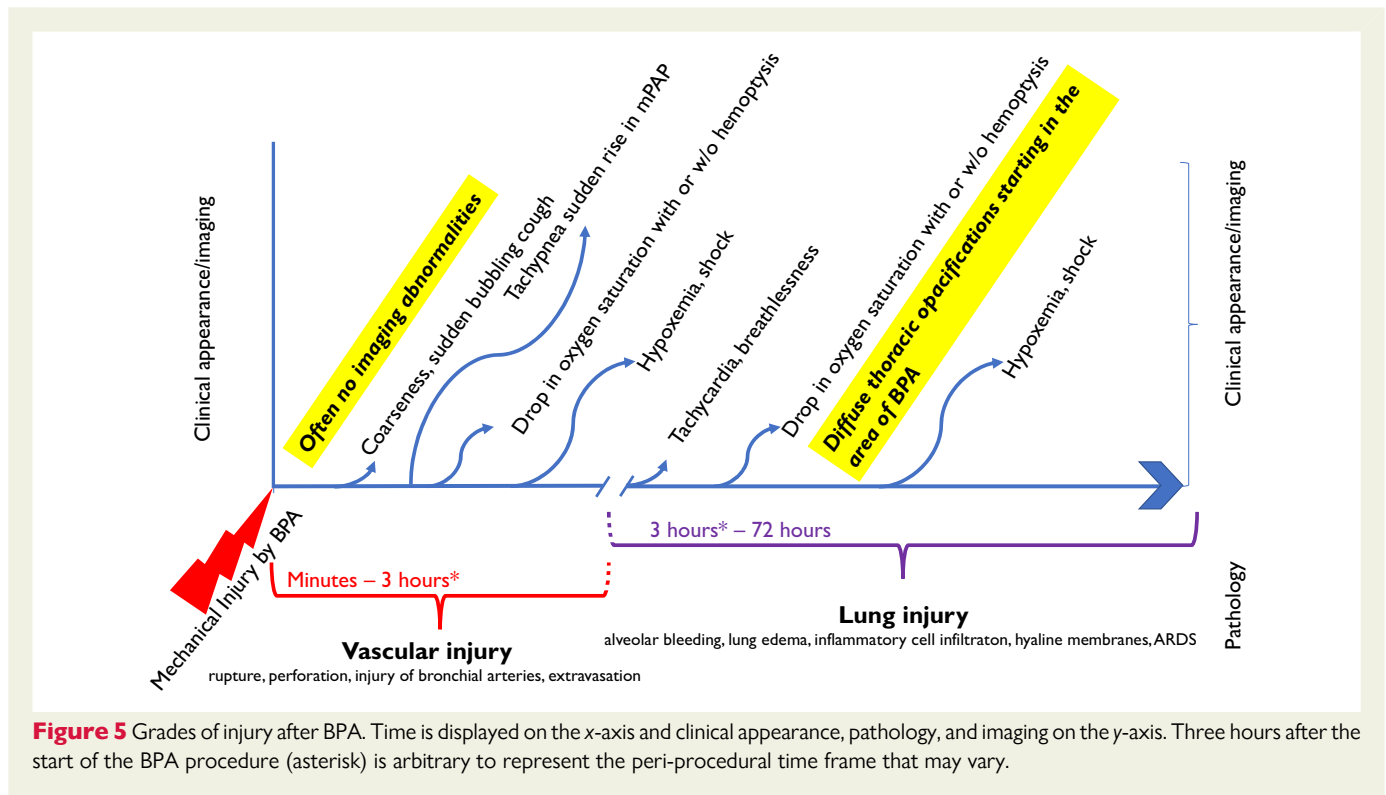 Clinical appearance/imaging
Often no imaging abnormalities
Coarseness, sudden bubbling cough
Tachypnea sudden rise in mPAP
Drop in oxygen saturation with or w/o hemoptysis
Hypoxemia, shock
Tachycardia, breathlessness
Drop in oxygen saturation with or w/o hemoptysis
Diffuse thoracic opacifications starting in the
area of BPA
Hypoxemia, shock
Clinical appearance/imaging
Mechanical Injury by BPA
Minutes – 3 hours*
Vascular injury
rupture, perforation, injury of bronchial arteries, extravasation
3 hours* – 72 hours
Lung injury
alveolar bleeding, lung edema, inflammatory cell infiltraton, hyaline membranes, ARDS
Pathology
Figure 5 Grades of injury after BPA. Time is displayed on the x-axis and clinical appearance, pathology, and imaging on the y-axis. Three hours after the
start of the BPA procedure (asterisk) is arbitrary to represent the peri-procedural time frame that may vary.